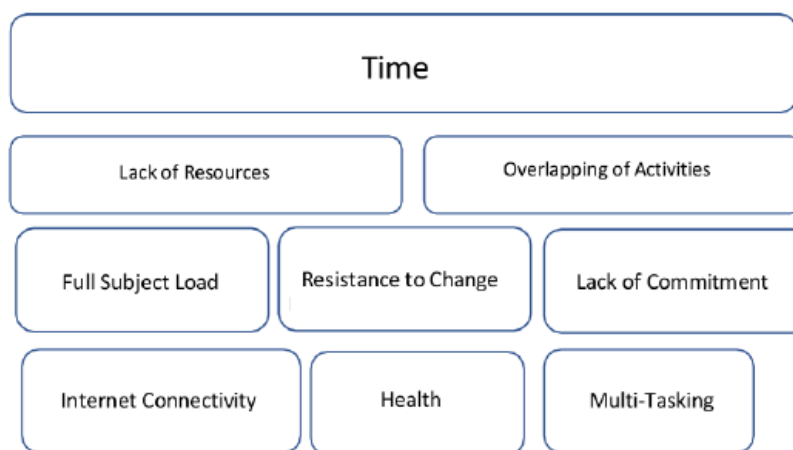 Time
Lack of Resources
Overlapping of Activities
Full Subject Load
Resistance to Change
Lack of Commitment
Internet Connectivity
Health
Multi-Tasking